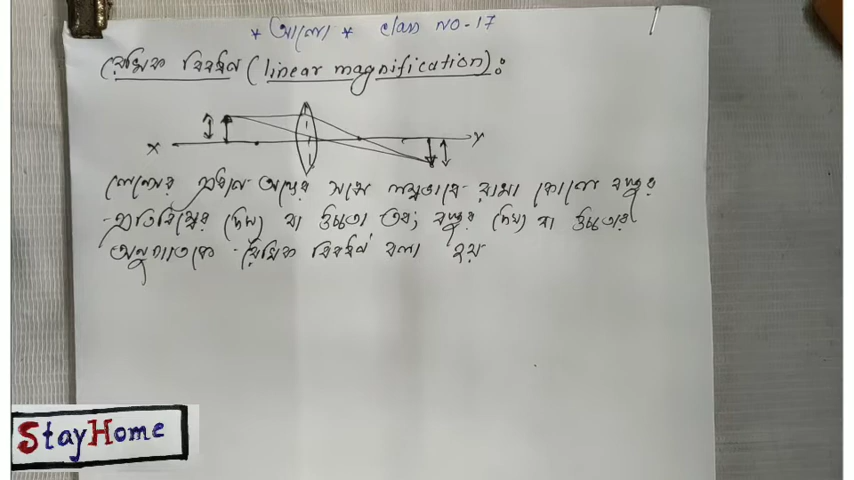 * আলো * class NO-17
রৈখিক বিবর্ধন (linear magnification):
X
Y
লেন্সের প্রধান অক্ষের সঙ্গে লম্বভাবে রাখা কোনো বস্তুর
প্রতিবিম্বের দৈর্ঘ্য বা উচ্চতা এবং বস্তুর দৈর্ঘ্য বা উচ্চতার
অনুপাতকে রৈখিক বিবর্ধন বলা হয়
StayHome